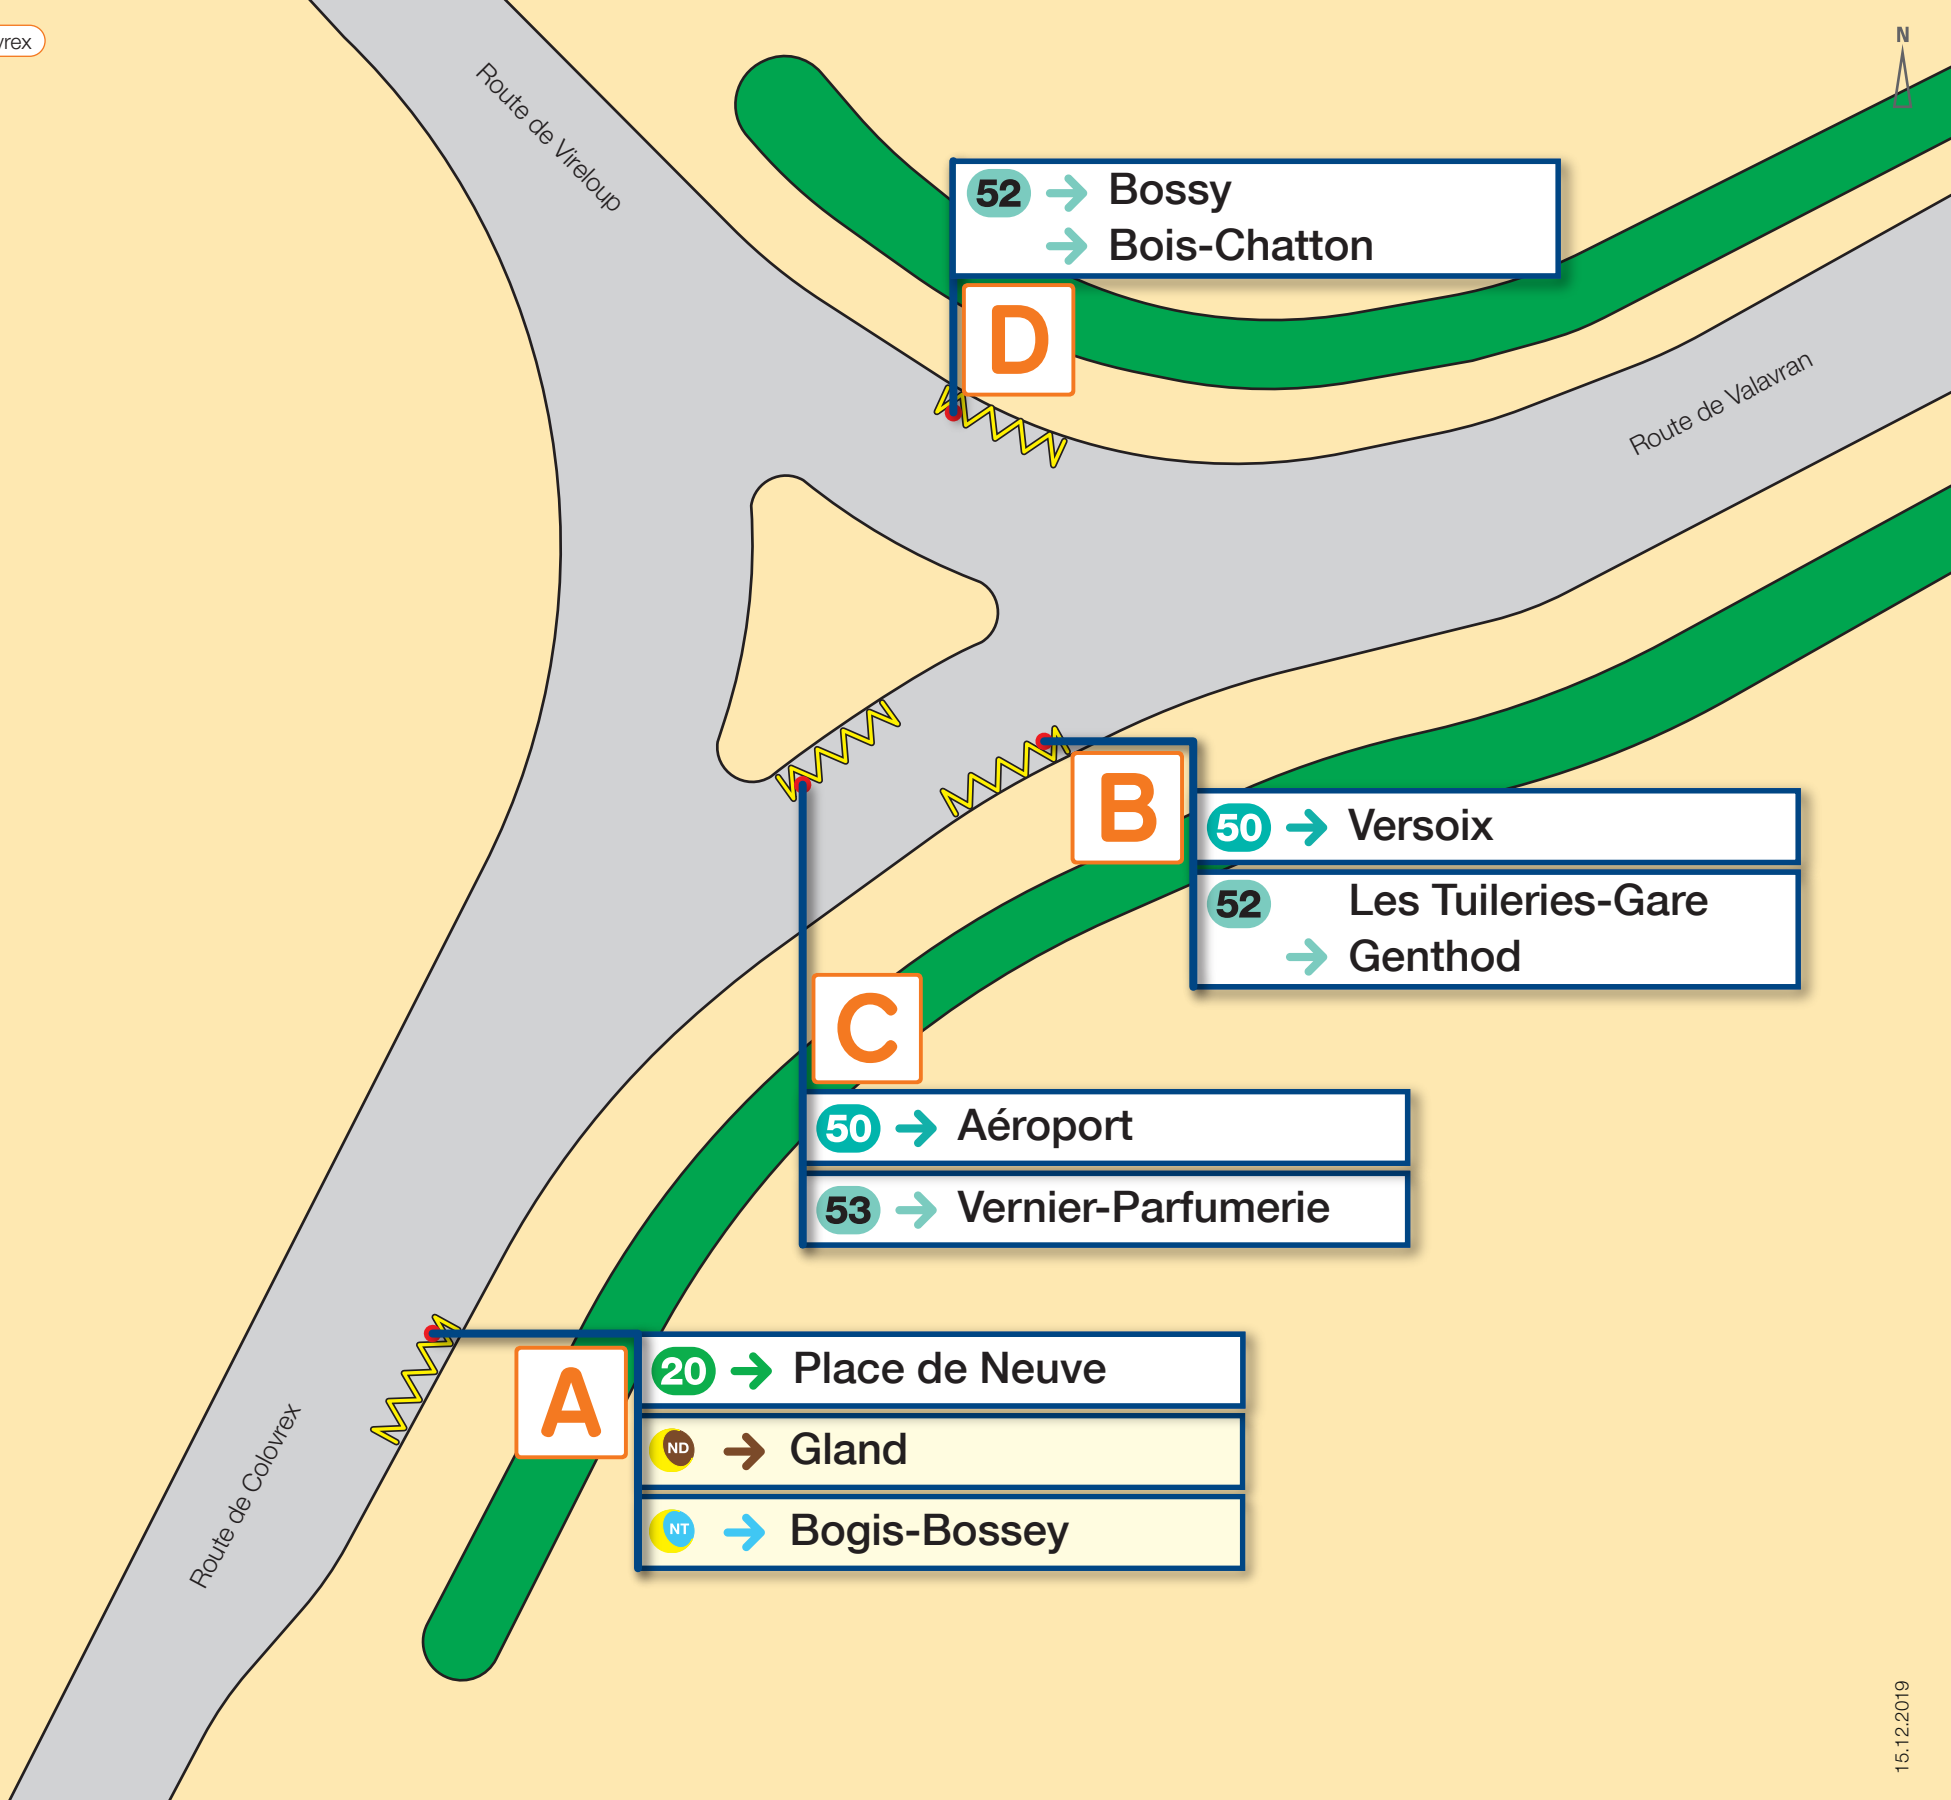 N
Route de Vireloup
52 → Bossy
→ Bois-Chatton
D
Route de Valavran
B
50 → Versoix
52 Les Tuileries-Gare
→ Genthod
C
50 → Aéroport
53 → Vernier-Parfumerie
A
20 → Place de Neuve
ND → Gland
NT → Bogis-Bossey
Route de Colovrex
15.12.2019